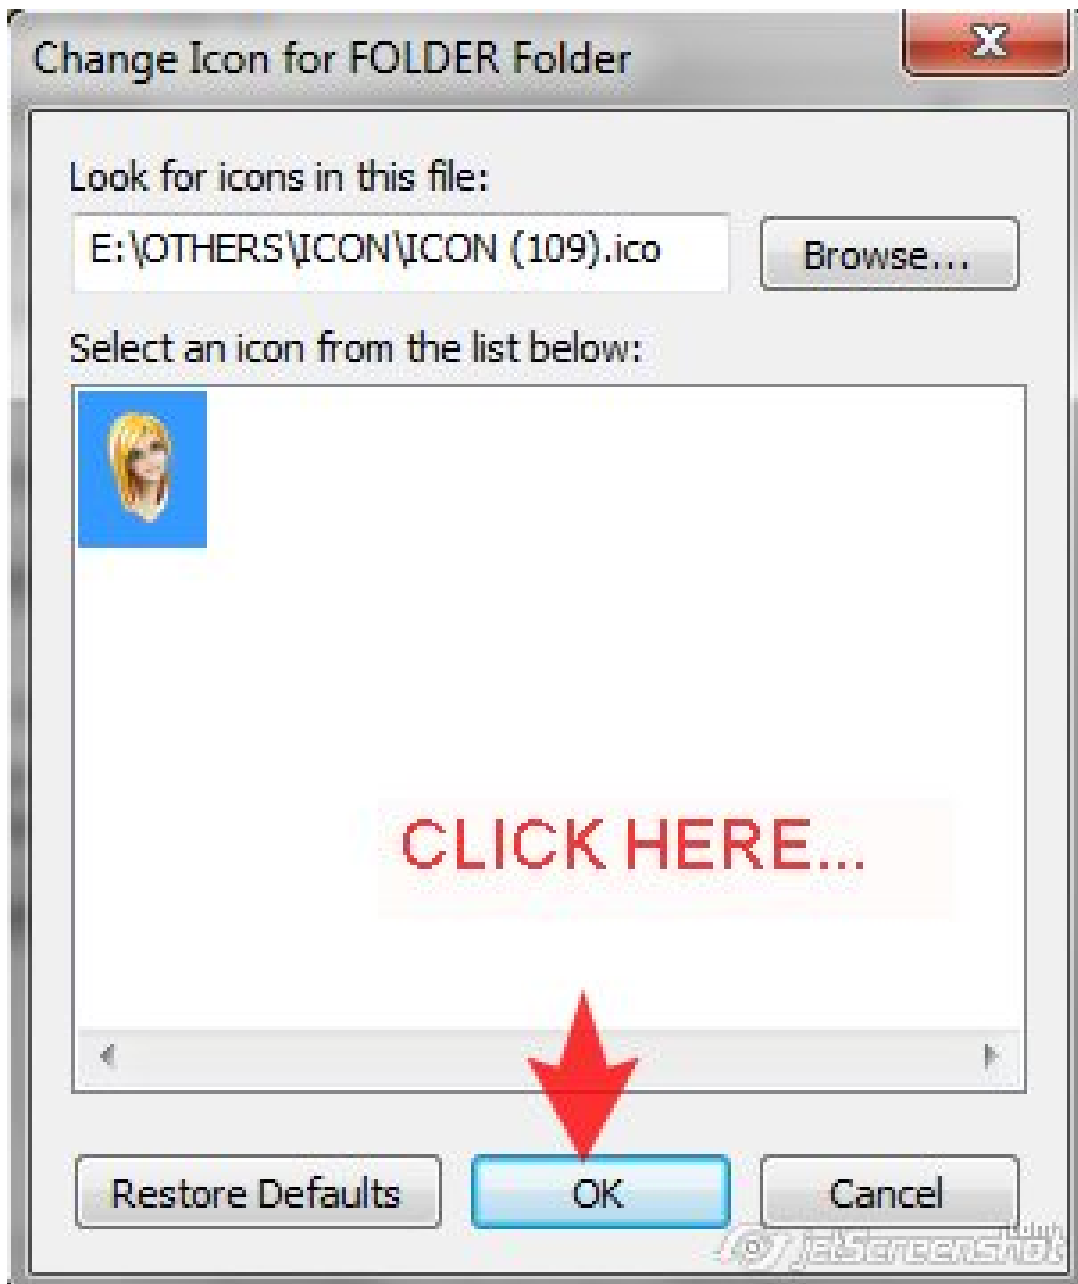 Change Icon for FOLDER Folder
Look for icons in this file:
E:\OTHERS\ICON\ICON (109).ico
Browse...
Select an icon from the list below:
CLICK HERE...
Restore Defaults
OK
Cancel
jetScreenshot